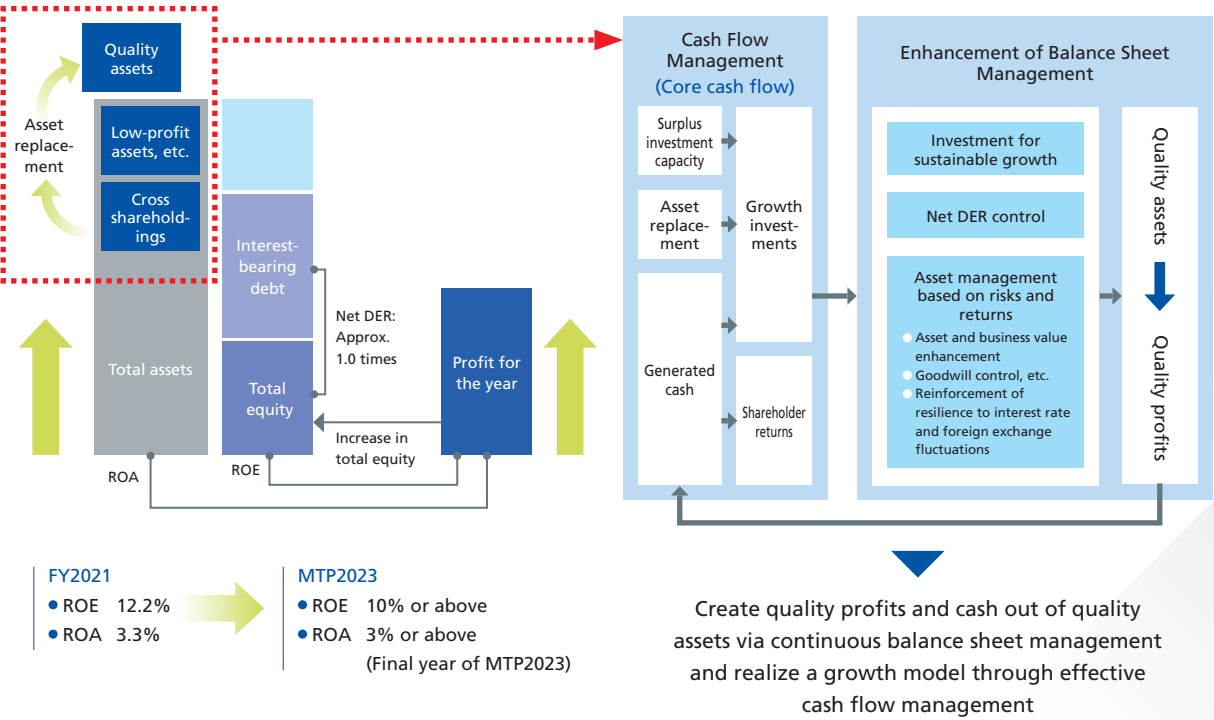 Quality
assets
Asset
replace-
ment
Low-profit
assets, etc.
Cross
sharehold-
ings
Total assets
Interest-
bearing
debt
Total
equity
Net DER:
Approx.
1.0 times
Profit for
the year
Increase in
total equity
ROA
ROE
FY2021
● ROE 12.2%
● ROA 3.3%
MTP2023
● ROE 10% or above
● ROA 3% or above
(Final year of MTP2023)
Cash Flow
Management
(Core cash flow)
Surplus
investment
capacity
Asset
replace-
ment
Generated
cash
Growth
invest-
ments
Shareholder
returns
Enhancement of Balance Sheet
Management
Investment for
sustainable growth
Net DER control
Asset management
based on risks and
returns
● Asset and business value
enhancement
● Goodwill control, etc.
● Reinforcement of
resilience to interest rate
and foreign exchange
fluctuations
Quality assets
Quality profits
Create quality profits and cash out of quality
assets via continuous balance sheet management
and realize a growth model through effective
cash flow management